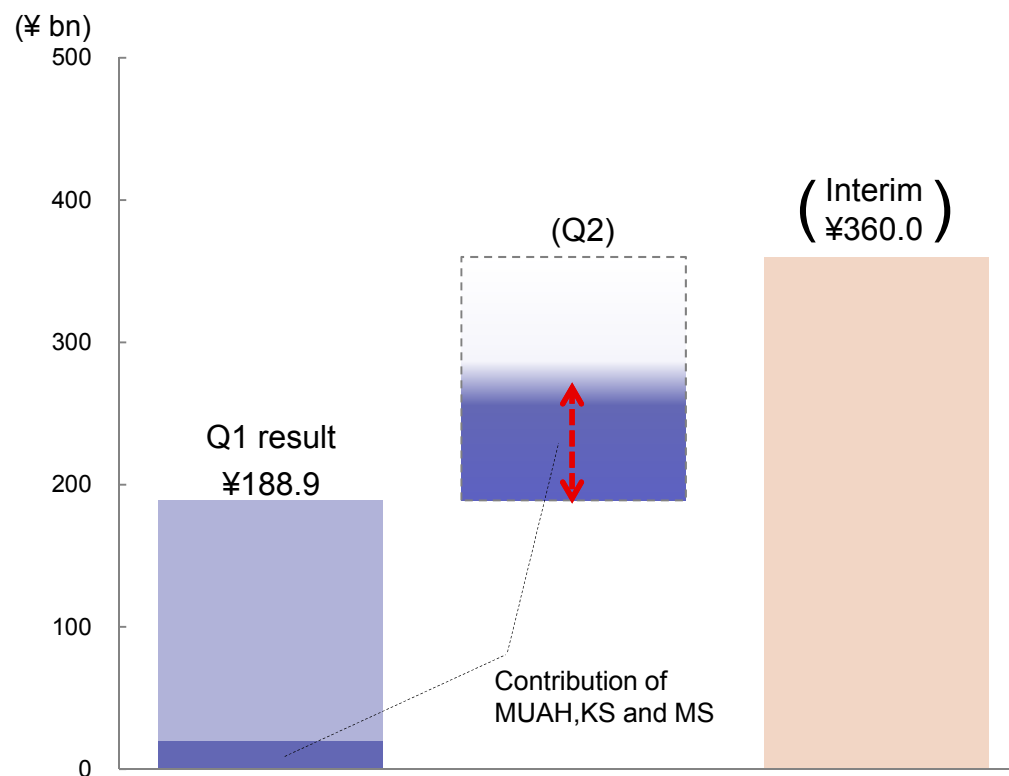 (¥ bn)
500
400
300
200
100
0
Q1 result
¥188.9
(Q2)
( Interim
¥360.0 )
Contribution of
MUAH,KS and MS